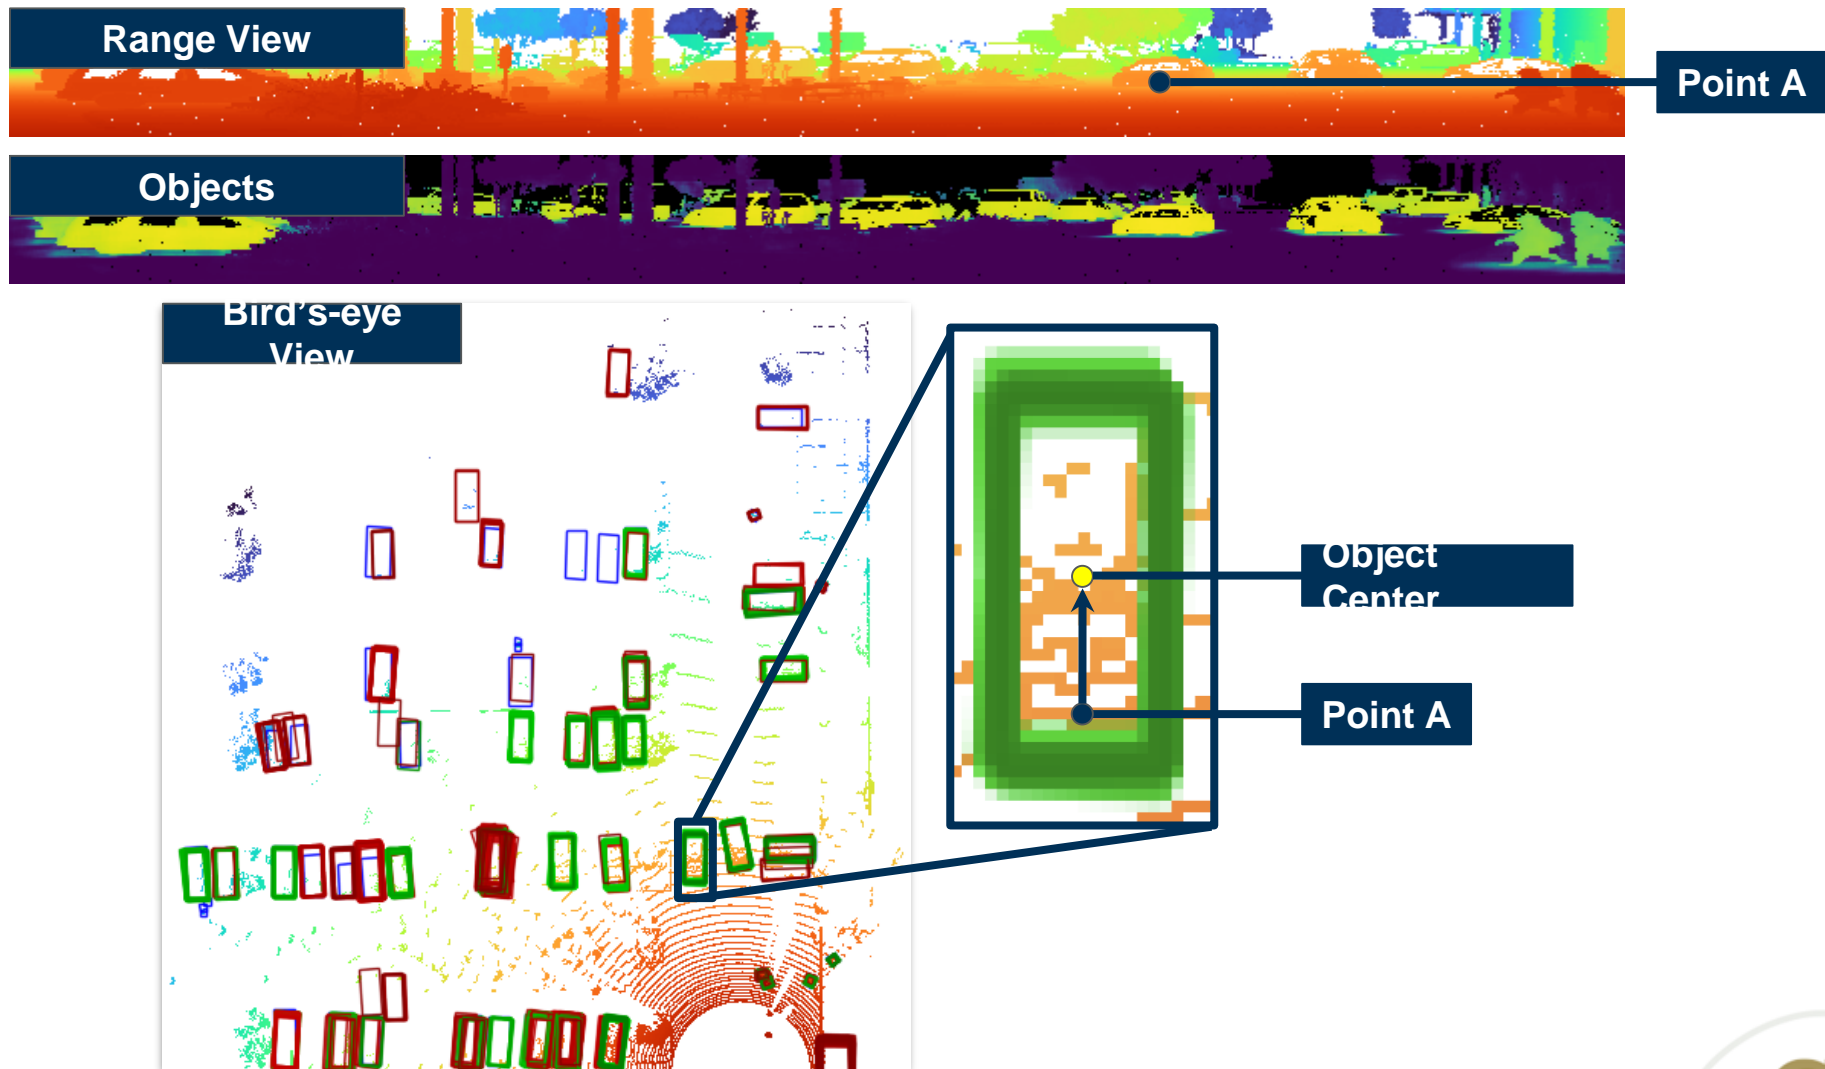 Range View
Point A
Objects
Bird's-eye
View
Object
Center
Point A